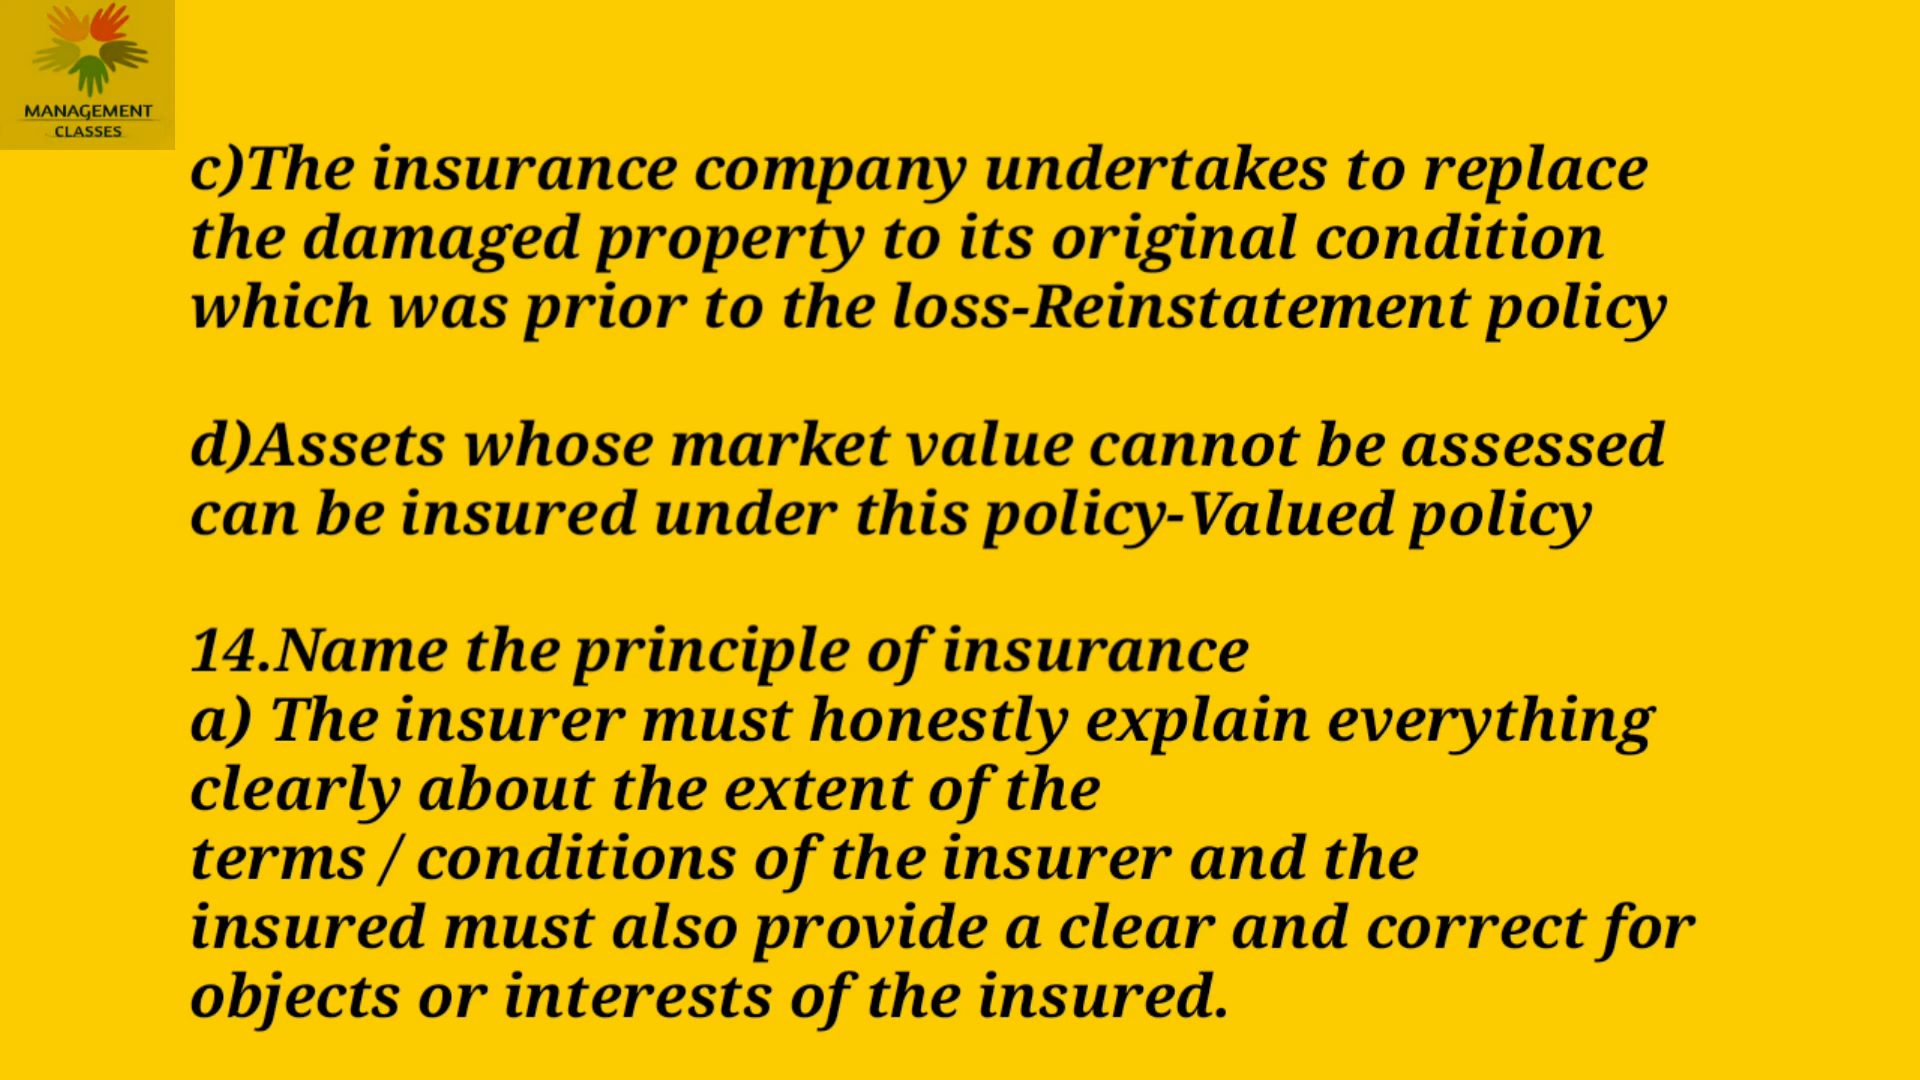 MANAGEMENT
CLASSES
c)The insurance company undertakes to replace
the damaged property to its original condition
which was prior to the loss-Reinstatement policy
d)Assets whose market value cannot be assessed
can be insured under this policy-Valued policy
14.Name the principle of insurance
a) The insurer must honestly explain everything
clearly about the extent of the
terms / conditions of the insurer and the
insured must also provide a clear and correct for
objects or interests of the insured.